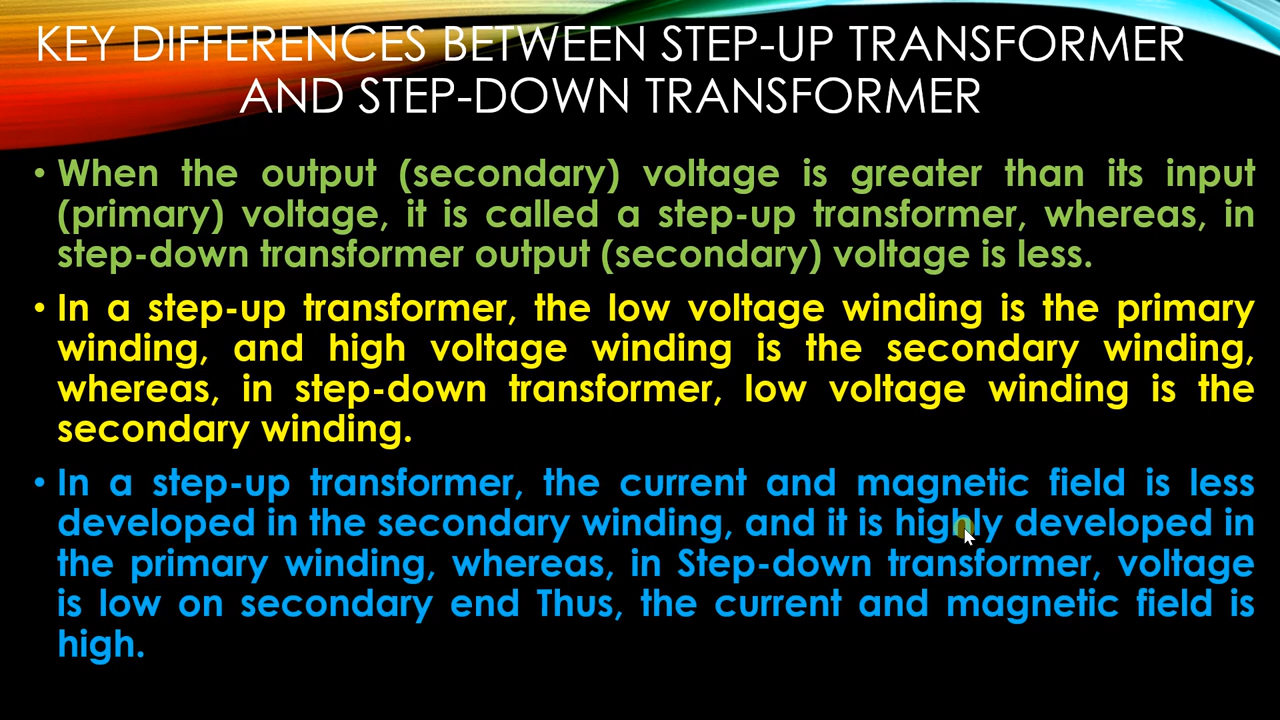 KEY DIFFERENCES BETWEEN STEP-UP TRANSFORMER
AND STEP-DOWN TRANSFORMER
• When the output (secondary) voltage is greater than its input
(primary) voltage, it is called a step-up transformer, whereas, in
step-down transformer output (secondary) voltage is less.
• In a step-up transformer, the low voltage winding is the primary
winding, and high voltage winding is the secondary winding,
whereas, in step-down transformer, low voltage winding is the
secondary winding.
• In a step-up transformer, the current and magnetic field is less
developed in the secondary winding, and it is highly developed in
the primary winding, whereas, in Step-down transformer, voltage
is low on secondary end Thus, the current and magnetic field is
high.